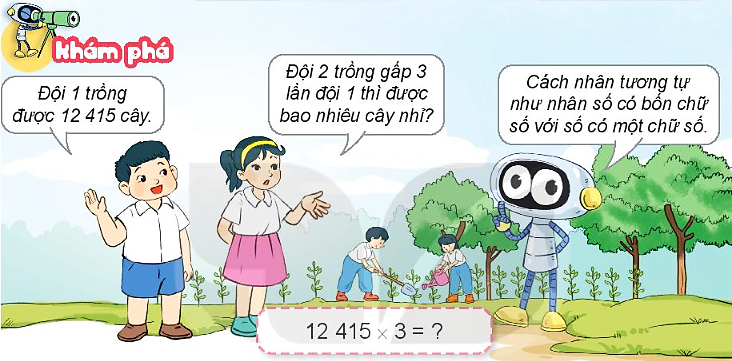 Khám phá
Đội 1 trồng
được 12 415 cây.
Đội 2 trồng gấp 3
lần đội 1 thì được
bao nhiêu cây nhỉ?
Cách nhân tương tự
như nhân số có bốn chữ
số với số có một chữ số.
12 415 × 3 = ?